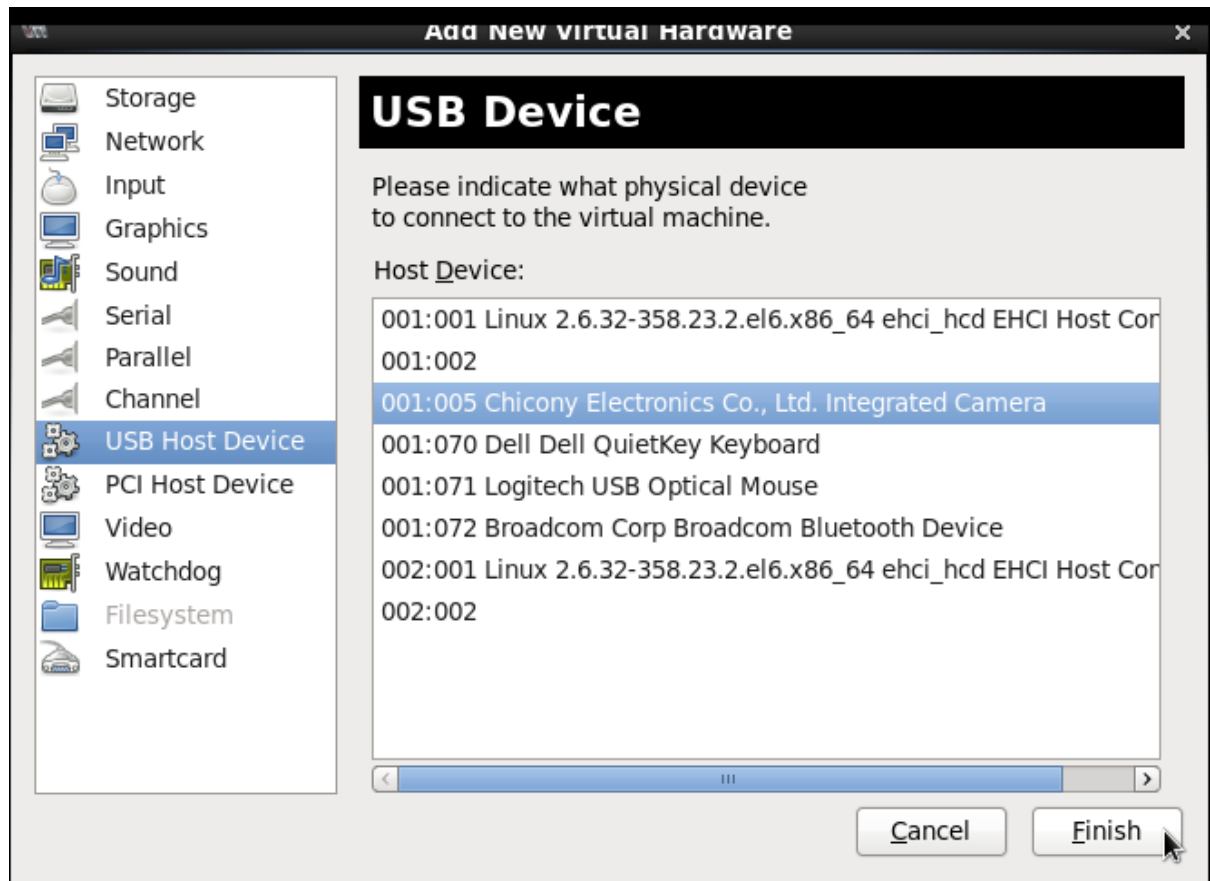 Add New Virtual Hardware
Storage
Network
Input
Graphics
Sound
Serial
Parallel
Channel
USB Host Device
PCI Host Device
Video
Watchdog
Filesystem
Smartcard
USB Device
Please indicate what physical device
to connect to the virtual machine.
Host Device:
001:001 Linux 2.6.32-358.23.2.el6.x86_64 ehci_hcd EHCI Host Cor
001:002
001:005 Chicony Electronics Co., Ltd. Integrated Camera
001:070 Dell Dell QuietKey Keyboard
001:071 Logitech USB Optical Mouse
001:072 Broadcom Corp Broadcom Bluetooth Device
002:001 Linux 2.6.32-358.23.2.el6.x86_64 ehci_hcd EHCI Host Cor
002:002
Cancel
Finish